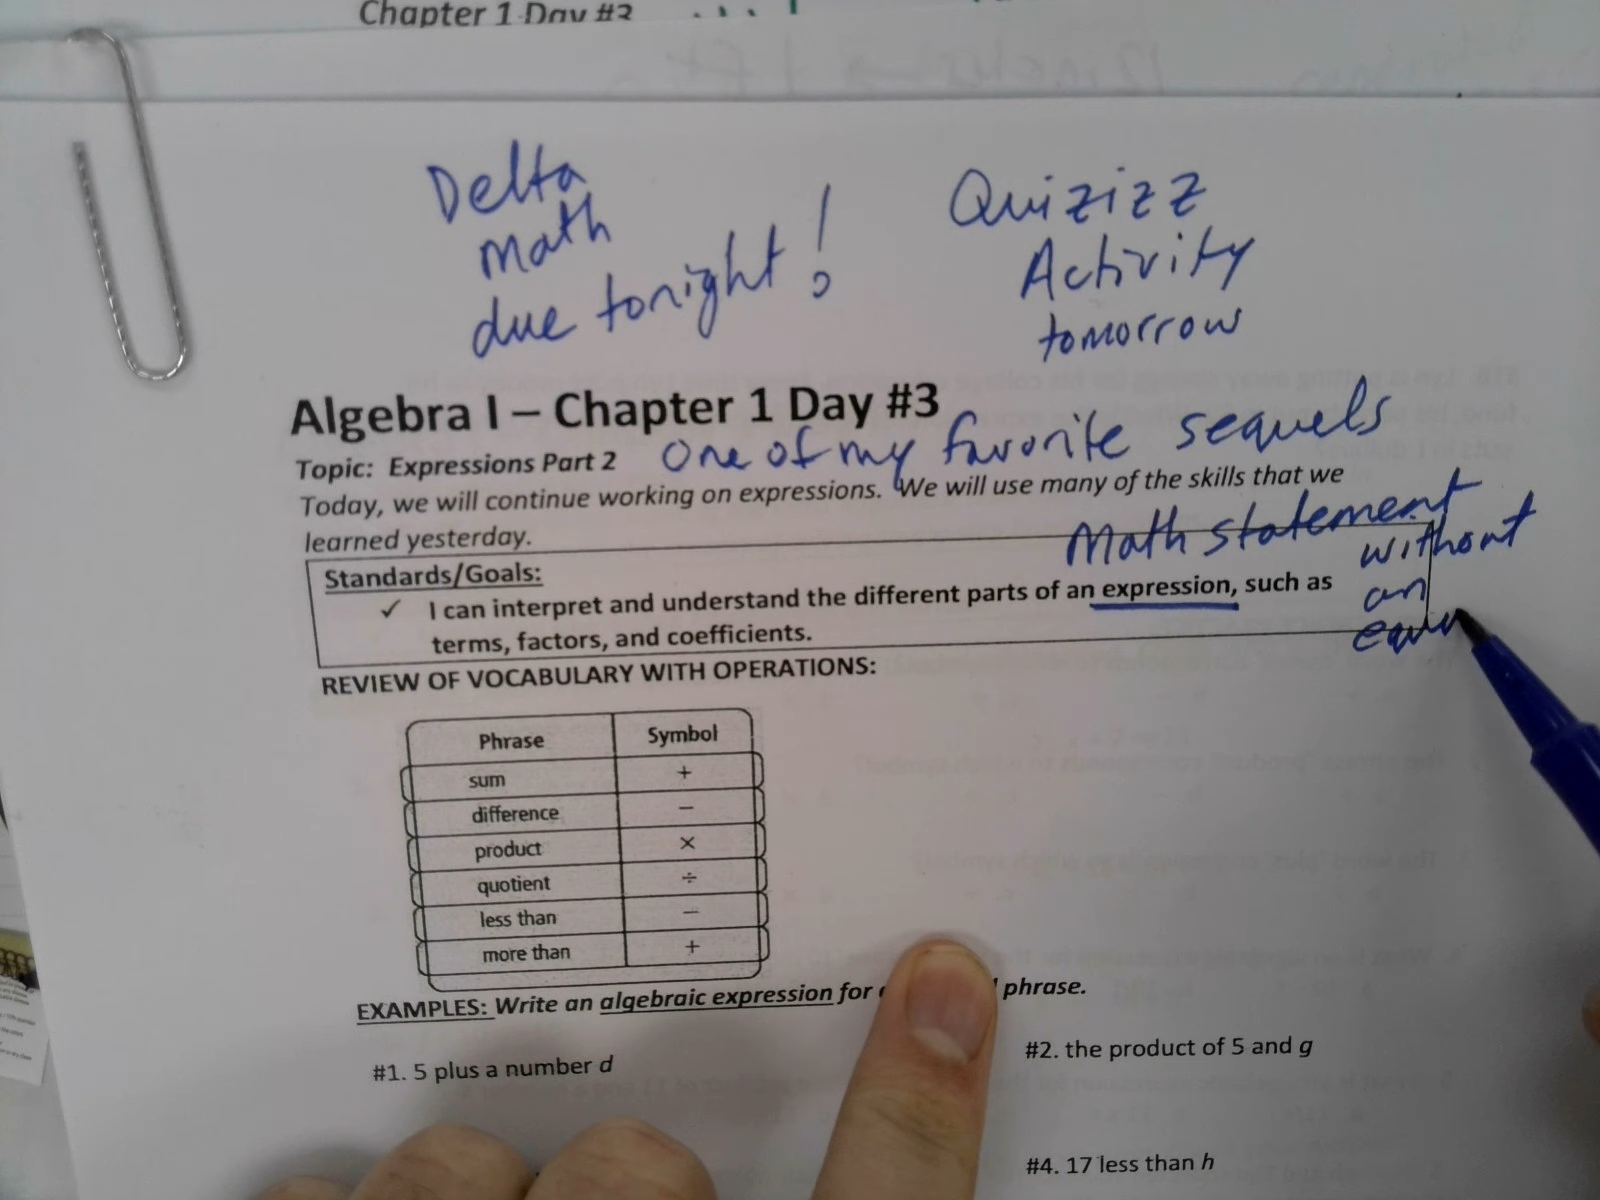 Chapter 1 Day #3
Delta
math
due tonight!
Quizizz
Activity
tomorrow
Algebra I – Chapter 1 Day #3
Topic: Expressions Part 2
One of my favorite sequels
Today, we will continue working on expressions. We will use many of the skills that we
learned yesterday.
Math statement
without
an
Standards/Goals:
✓ I can interpret and understand the different parts of an expression, such as
terms, factors, and coefficients.
REVIEW OF VOCABULARY WITH OPERATIONS:
Phrase Symbol
sum +
difference −
product ×
quotient ÷
less than −
more than +
EXAMPLES: Write an algebraic expression for phrase.
#1. 5 plus a number d
#2. the product of 5 and g
#4. 17 less than h